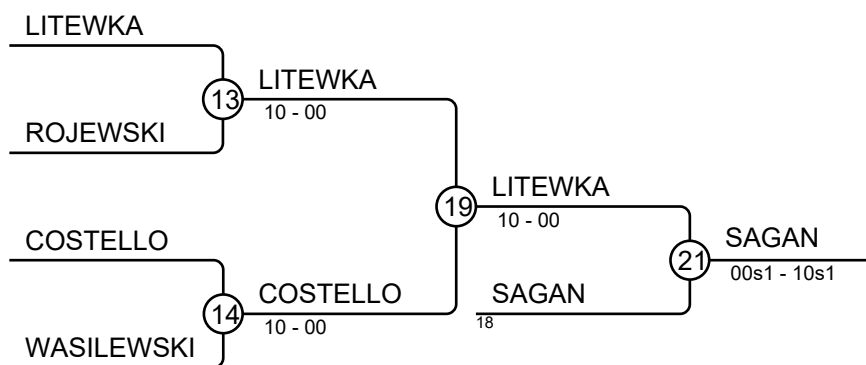 LITEWKA
13
LITEWKA
10 - 00
ROJEWSKI
19
LITEWKA
10 - 00
COSTELLO
21
SAGAN
00s1 - 10s1
14
COSTELLO
10 - 00
SAGAN
18
WASILEWSKI